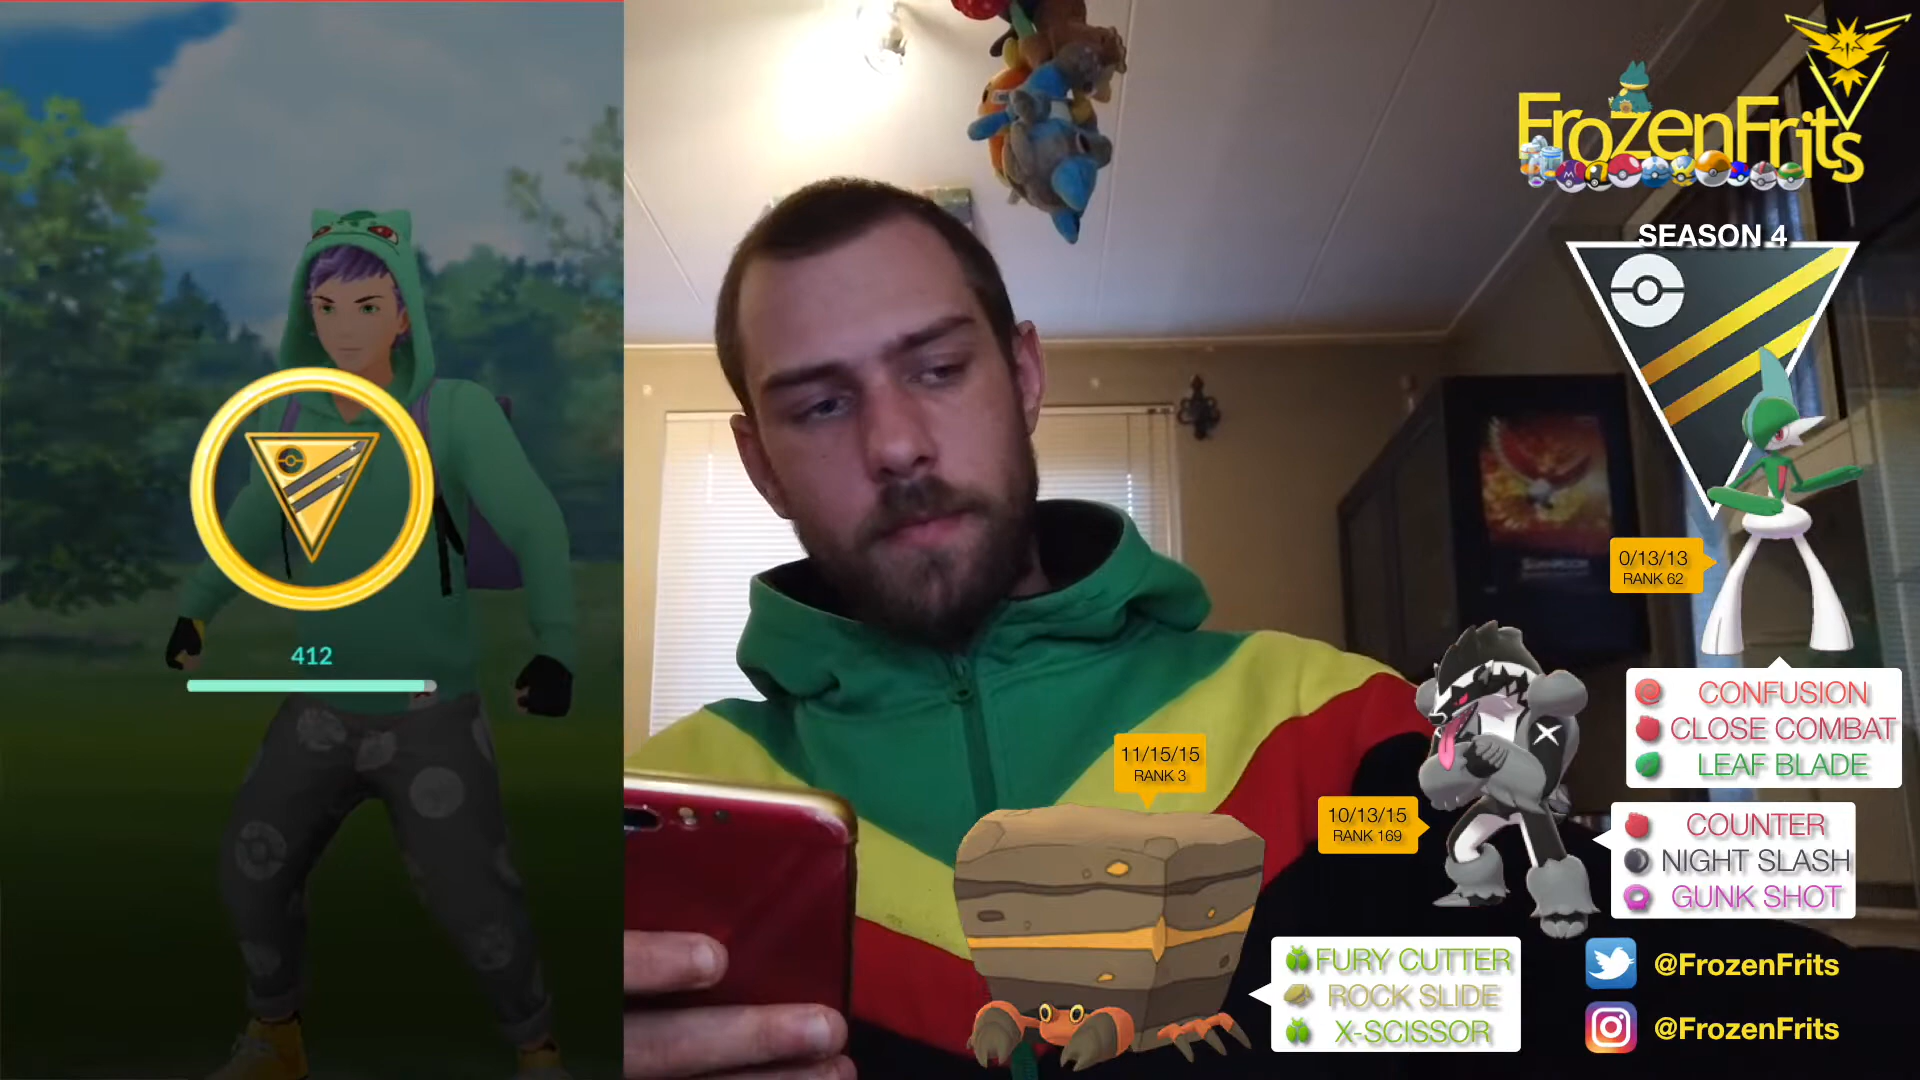 FrozenFrits
SEASON 4
412
0/13/13
RANK 62
CONFUSION
CLOSE COMBAT
LEAF BLADE
11/15/15
RANK 3
10/13/15
RANK 169
COUNTER
NIGHT SLASH
GUNK SHOT
FURY CUTTER
ROCK SLIDE
X-SCISSOR
@FrozenFrits
@FrozenFrits